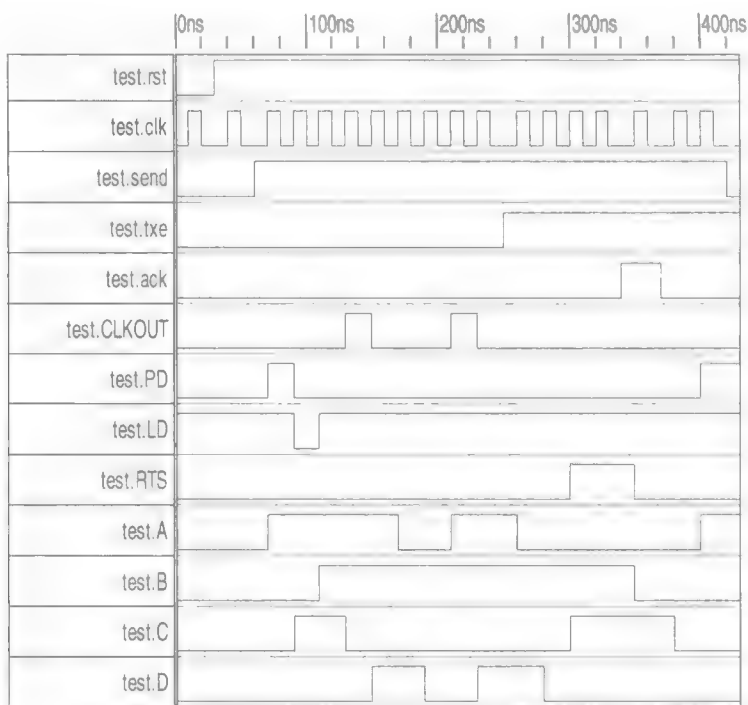 0ns 100ns 200ns 300ns 400ns
test.rst
test.clk
test.send
test.txe
test.ack
test.CLKOUT
test.PD
test.LD
test.RTS
test.A
test.B
test.C
test.D